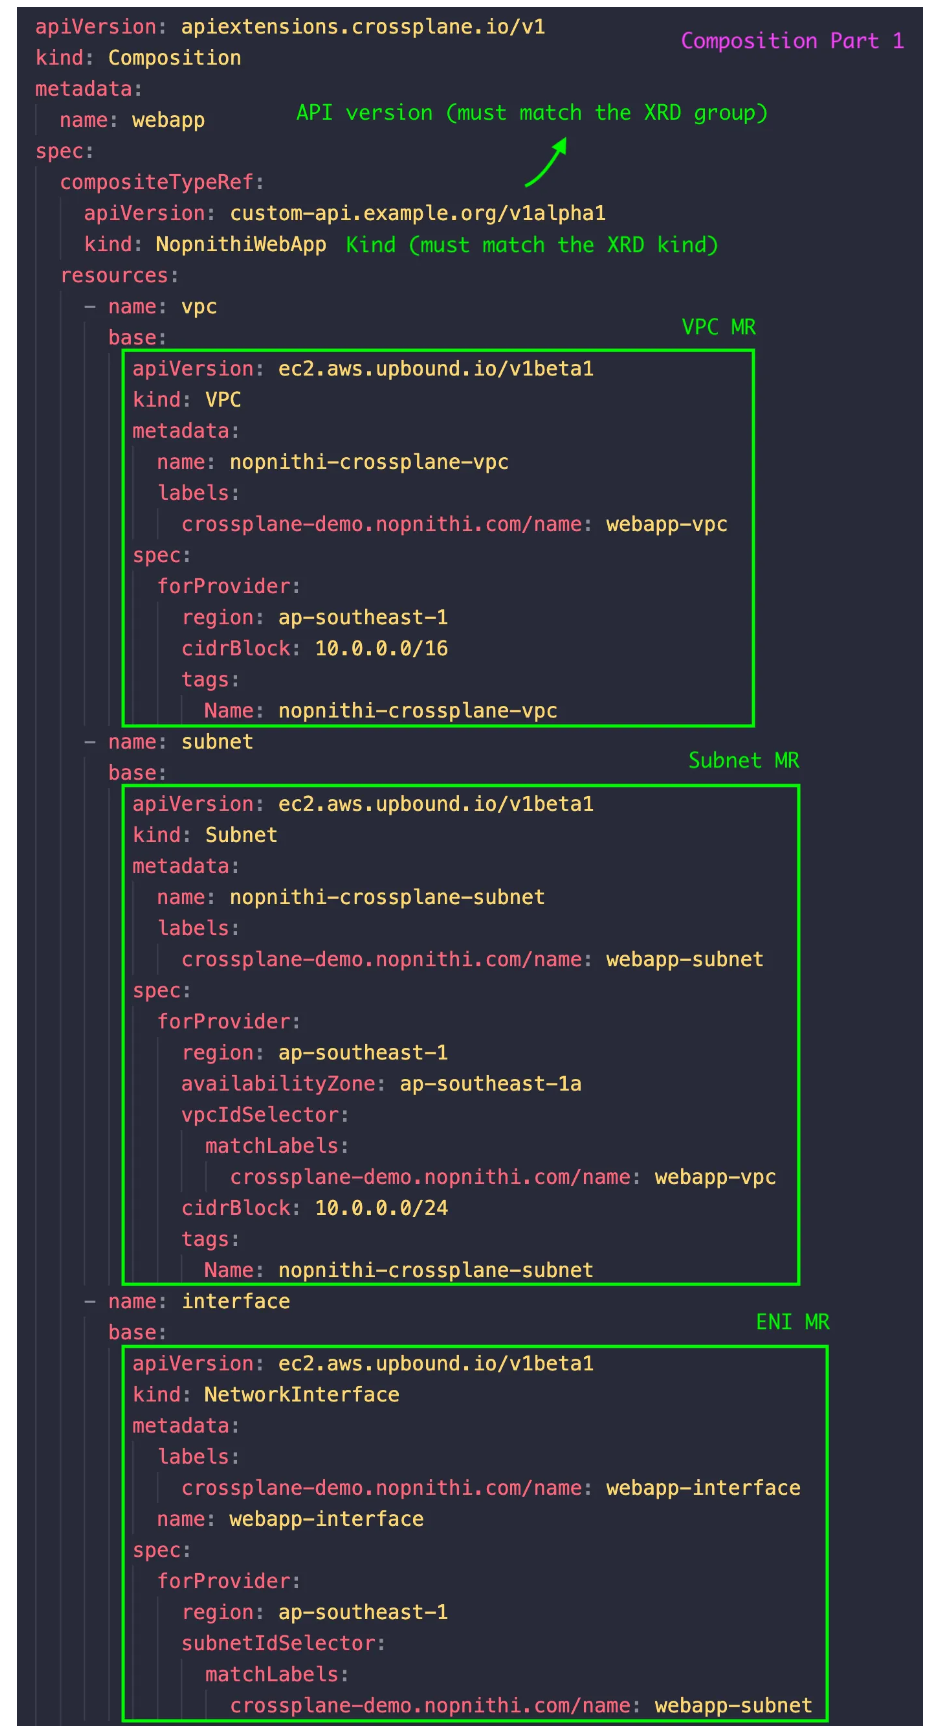 apiVersion: apiextensions.crossplane.io/v1
Composition Part 1
kind: Composition
metadata:
name: webapp
API version (must match the XRD group)
spec:
compositeTypeRef:
apiVersion: custom-api.example.org/v1alpha1
kind: NopnithiWebApp
Kind (must match the XRD kind)
resources:
- name: vpc
VPC MR
base:
apiVersion: ec2.aws.upbound.io/v1beta1
kind: VPC
metadata:
name: nopnithi-crossplane-vpc
labels:
crossplane-demo.nopnithi.com/name: webapp-vpc
spec:
forProvider:
region: ap-southeast-1
cidrBlock: 10.0.0.0/16
tags:
Name: nopnithi-crossplane-vpc
- name: subnet
Subnet MR
base:
apiVersion: ec2.aws.upbound.io/v1beta1
kind: Subnet
metadata:
name: nopnithi-crossplane-subnet
labels:
crossplane-demo.nopnithi.com/name: webapp-subnet
spec:
forProvider:
region: ap-southeast-1
availabilityZone: ap-southeast-1a
vpcIdSelector:
matchLabels:
crossplane-demo.nopnithi.com/name: webapp-vpc
cidrBlock: 10.0.0.0/24
tags:
Name: nopnithi-crossplane-subnet
- name: interface
ENI MR
base:
apiVersion: ec2.aws.upbound.io/v1beta1
kind: NetworkInterface
metadata:
labels:
crossplane-demo.nopnithi.com/name: webapp-interface
name: webapp-interface
spec:
forProvider:
region: ap-southeast-1
subnetIdSelector:
matchLabels:
crossplane-demo.nopnithi.com/name: webapp-subnet